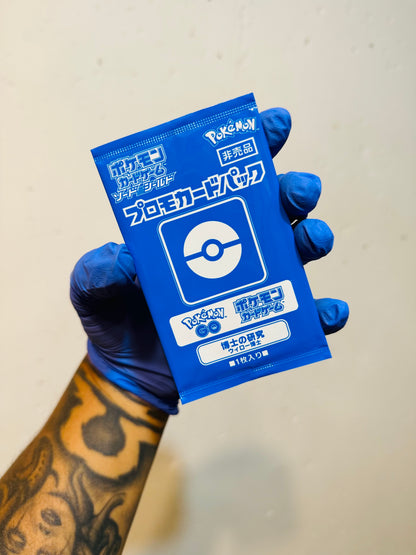 Pokémon
ポケモン
カードゲーム
ソード&シールド
非売品
プロモカードパック
Pokémon
GO
ポケモン
カードゲーム
博士の研究
ウィロー博士
■1枚入り■